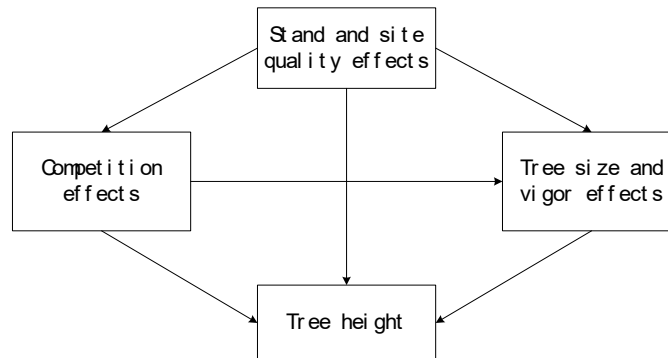 Stand and site
quality effects
Competition
effects
Tree size and
vigor effects
Tree height